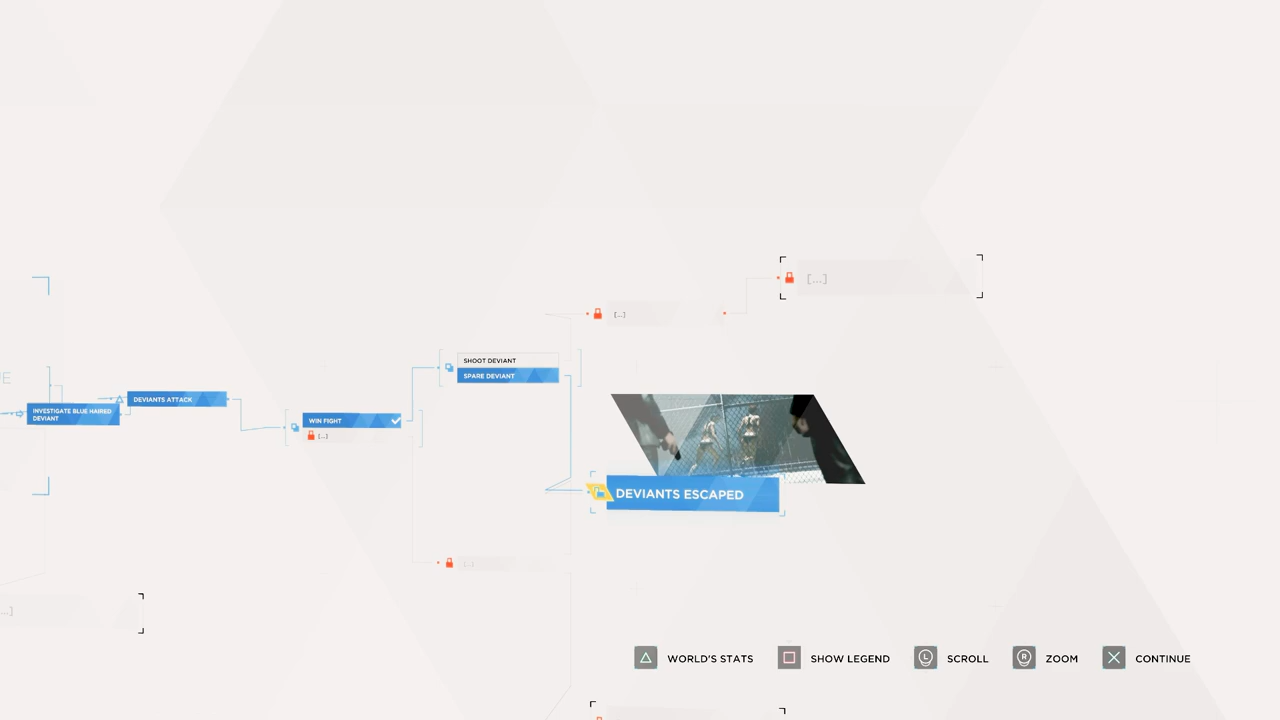 [...]
[...]
SHOOT DEVIANT
SPARE DEVIANT
E
DEVIANTS ATTACK
INVESTIGATE BLUE HAIRED
DEVIANT
WIN FIGHT
[...]
DEVIANTS ESCAPED
[...]
...]
WORLD'S STATS
SHOW LEGEND
L
SCROLL
R
ZOOM
CONTINUE